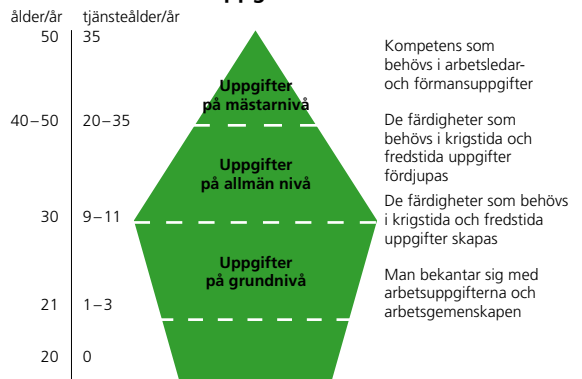 ålder/år tjänsteålder/år
50 35
Kompetens som
behövs i arbetsledar-
och förmansuppgifter
Uppgifter
på mästarnivå
40–50 20–35
De färdigheter som
behövs i krigstida och
fredstida uppgifter
fördjupas
Uppgifter
på allmän nivå
30 9–11
De färdigheter som behövs
i krigstida och fredstida
uppgifter skapas
Uppgifter
på grundnivå
Man bekantar sig med
arbetsuppgifterna och
arbetsgemenskapen
21 1–3
20 0